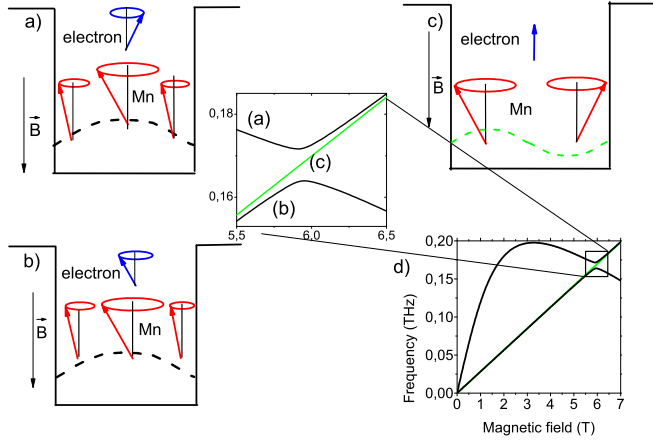 a)
electron
Mn
B
c)
electron
Mn
B
0,18
0,16
(a)
(c)
(b)
5,5
6,0
6,5
b)
electron
Mn
B
d)
Frequency (THz)
0,20
0,15
0,10
0,05
0,00
0 1 2 3 4 5 6 7
Magnetic field (T)